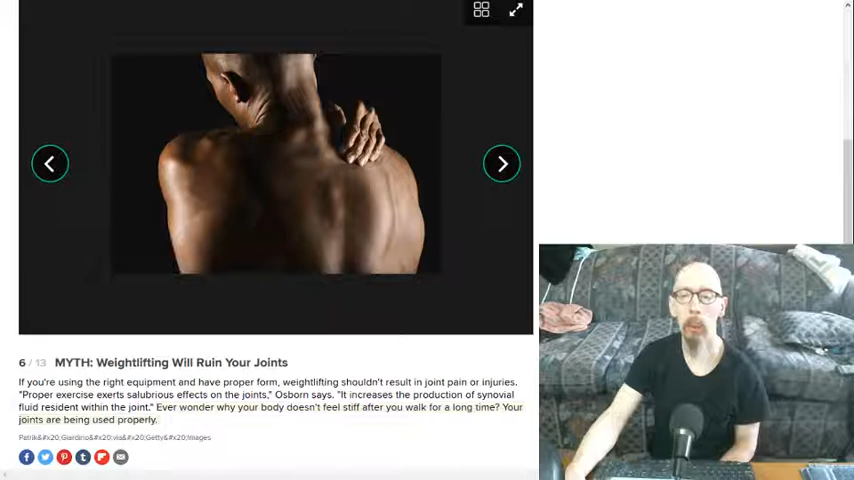 6 / 13 MYTH: Weightlifting Will Ruin Your Joints
If you're using the right equipment and have proper form, weightlifting shouldn't result in joint pain or injuries.
"Proper exercise exerts salubrious effects on the joints," Osborn says. "It increases the production of synovial
fluid resident within the joint." Ever wonder why your body doesn't feel stiff after you walk for a long time? Your
joints are being used properly.
Patrik&#x20;Giardino&#x20;via&#x20;Getty&#x20;Images